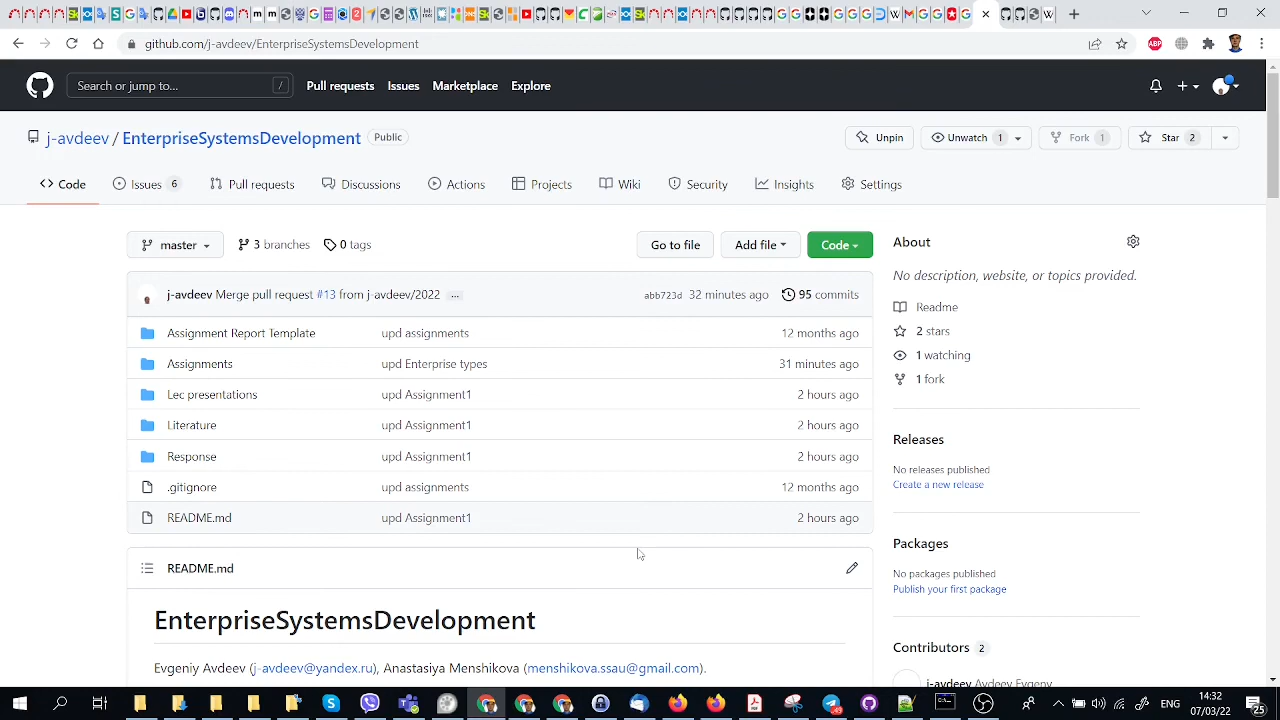 github.com/j-avdeev/EnterpriseSystemsDevelopment
ABP
Search or jump to...
/
Pull requests
Issues
Marketplace
Explore
j-avdeev / EnterpriseSystemsDevelopment
Public
Unpin
Unwatch 1
Fork 1
Star 2
Code
Issues 6
Pull requests
Discussions
Actions
Projects
Wiki
Security
Insights
Settings
master
3 branches
0 tags
Go to file
Add file
Code
j-avdeev Merge pull request #13 from j-avdeev/2022 ...
abb723d 32 minutes ago
95 commits
Assignment Report Template upd assignments 12 months ago
Assignments upd Enterprise types 31 minutes ago
Lec presentations upd Assignment1 2 hours ago
Literature upd Assignment1 2 hours ago
Response upd Assignment1 2 hours ago
.gitignore upd assignments 12 months ago
README.md upd Assignment1 2 hours ago
README.md
EnterpriseSystemsDevelopment
Evgeniy Avdeev (j-avdeev@yandex.ru), Anastasiya Menshikova (menshikova.ssau@gmail.com).
About
No description, website, or topics provided.
Readme
2 stars
1 watching
1 fork
Releases
No releases published
Create a new release
Packages
No packages published
Publish your first package
Contributors 2
j-avdeev Avdeev Evgeny
ENG
14:32
07/03/22
25